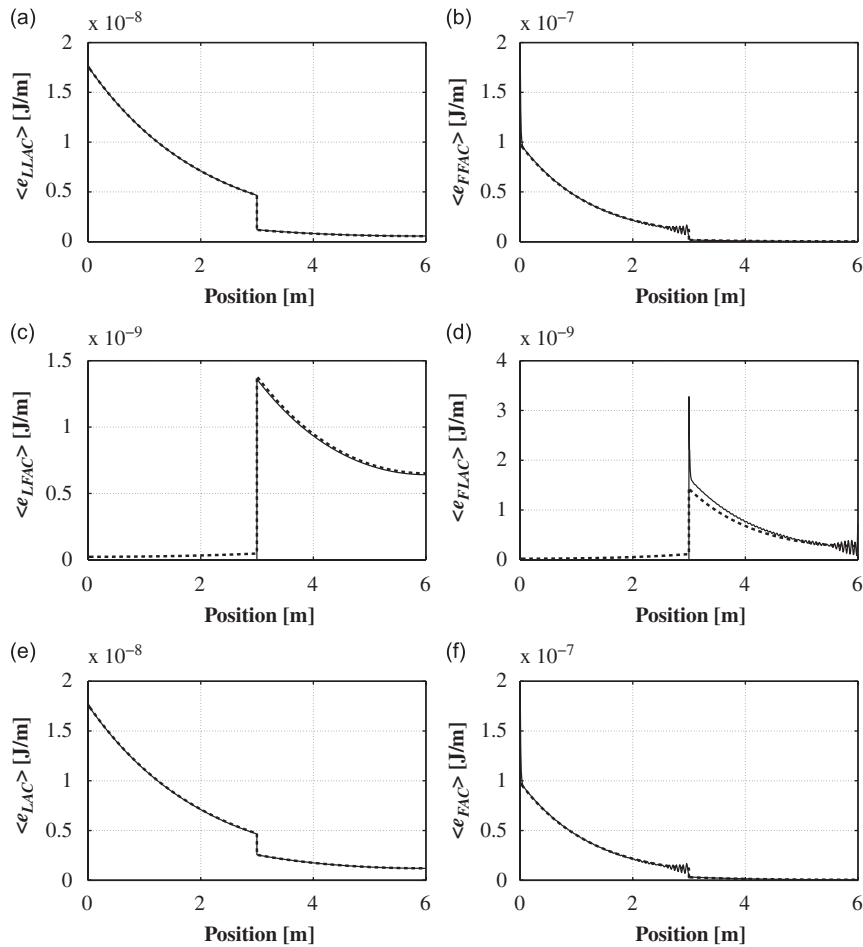 (a)
x 10⁻⁸
2
1.5
1
0.5
0
<e_LLAC> [J/m]
0 2 4 6
Position [m]
(b)
x 10⁻⁷
2
1.5
1
0.5
0
<e_FFAC> [J/m]
0 2 4 6
Position [m]
(c)
x 10⁻⁹
1.5
1
0.5
0
<e_LFAC> [J/m]
0 2 4 6
Position [m]
(d)
x 10⁻⁹
4
3
2
1
0
<e_FLAC> [J/m]
0 2 4 6
Position [m]
(e)
x 10⁻⁸
2
1.5
1
0.5
0
<e_LAC> [J/m]
0 2 4 6
Position [m]
(f)
x 10⁻⁷
2
1.5
1
0.5
0
<e_FAC> [J/m]
0 2 4 6
Position [m]